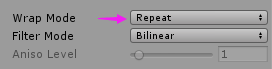 Wrap Mode Repeat
Filter Mode Bilinear
Aniso Level 1